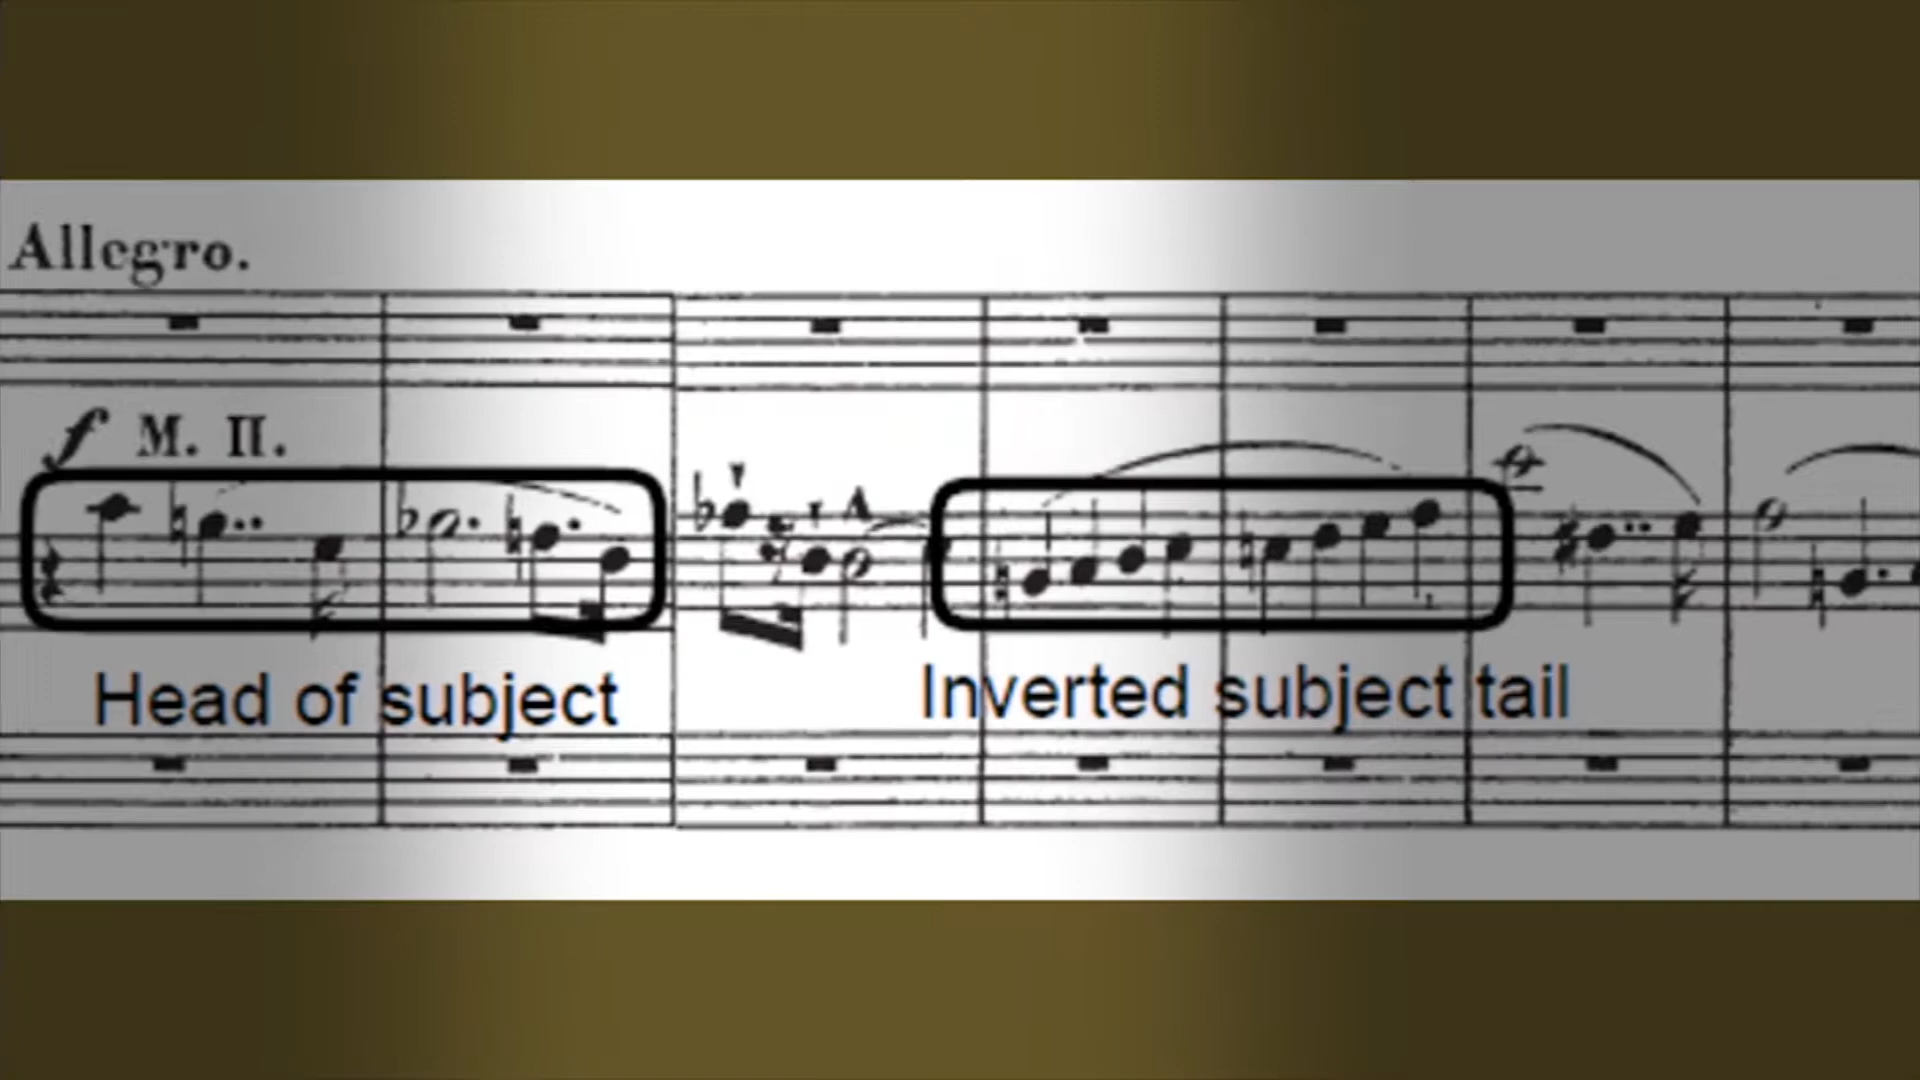 Allegro.
f M. II.
Head of subject
Inverted subject tail